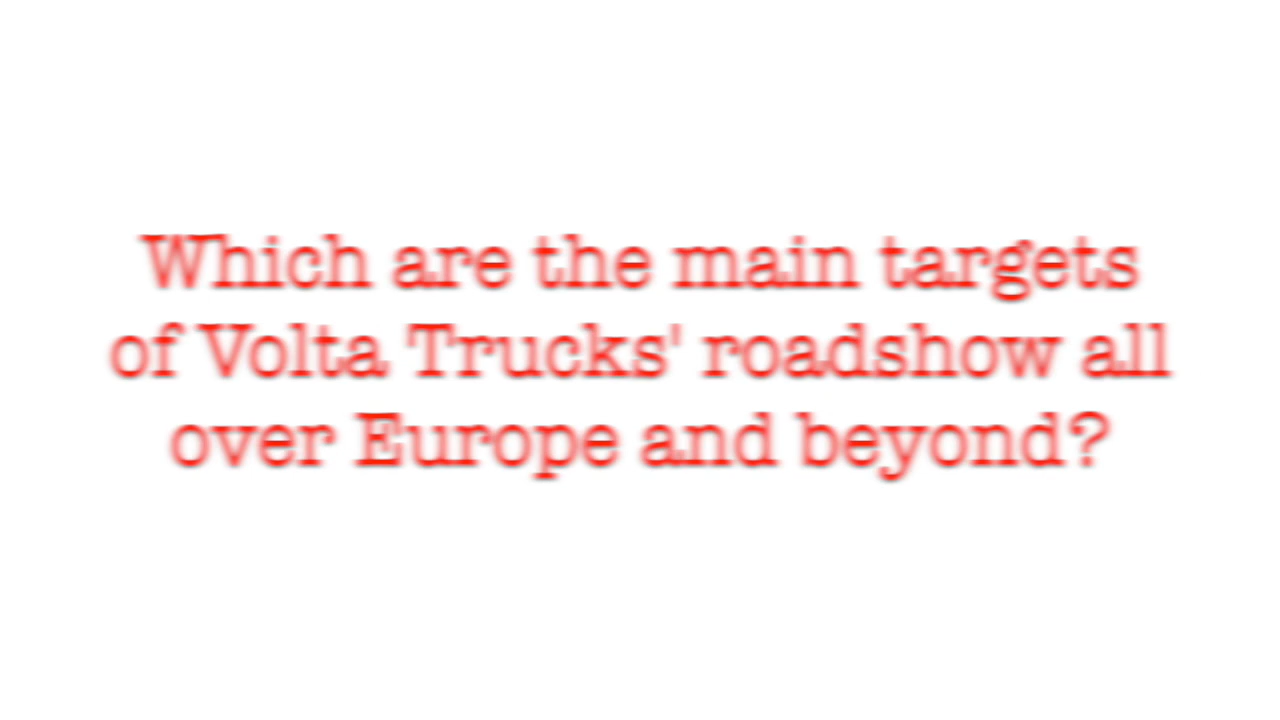 Which are the main targets
of Volta Trucks' roadshow all
over Europe and beyond?